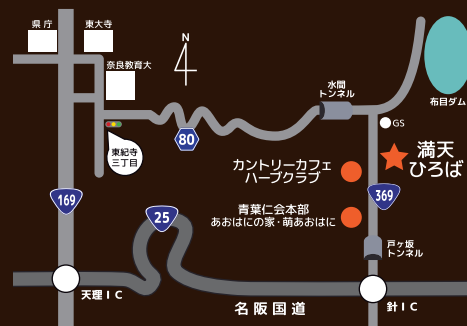 県庁
東大寺
奈良教育大
N
水間
トンネル
布目ダム
GS
80
東紀寺
三丁目
満天
ひろば
カントリーカフェ
ハーブクラブ
369
169
25
青葉仁会本部
あおはにの家・萌あおはに
戸ヶ坂
トンネル
天理IC
名阪国道
針IC